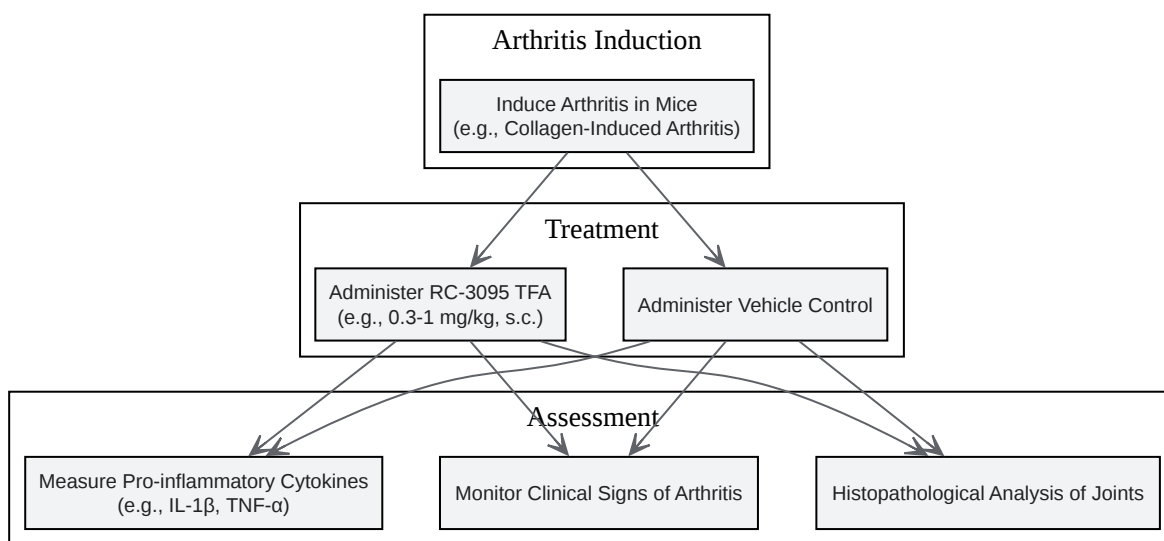 Arthritis Induction
Induce Arthritis in Mice
(e.g., Collagen-Induced Arthritis)
Treatment
Administer RC-3095 TFA
(e.g., 0.3-1 mg/kg, s.c.)
Administer Vehicle Control
Assessment
Measure Pro-inflammatory Cytokines
(e.g., IL-1β, TNF-α)
Monitor Clinical Signs of Arthritis
Histopathological Analysis of Joints